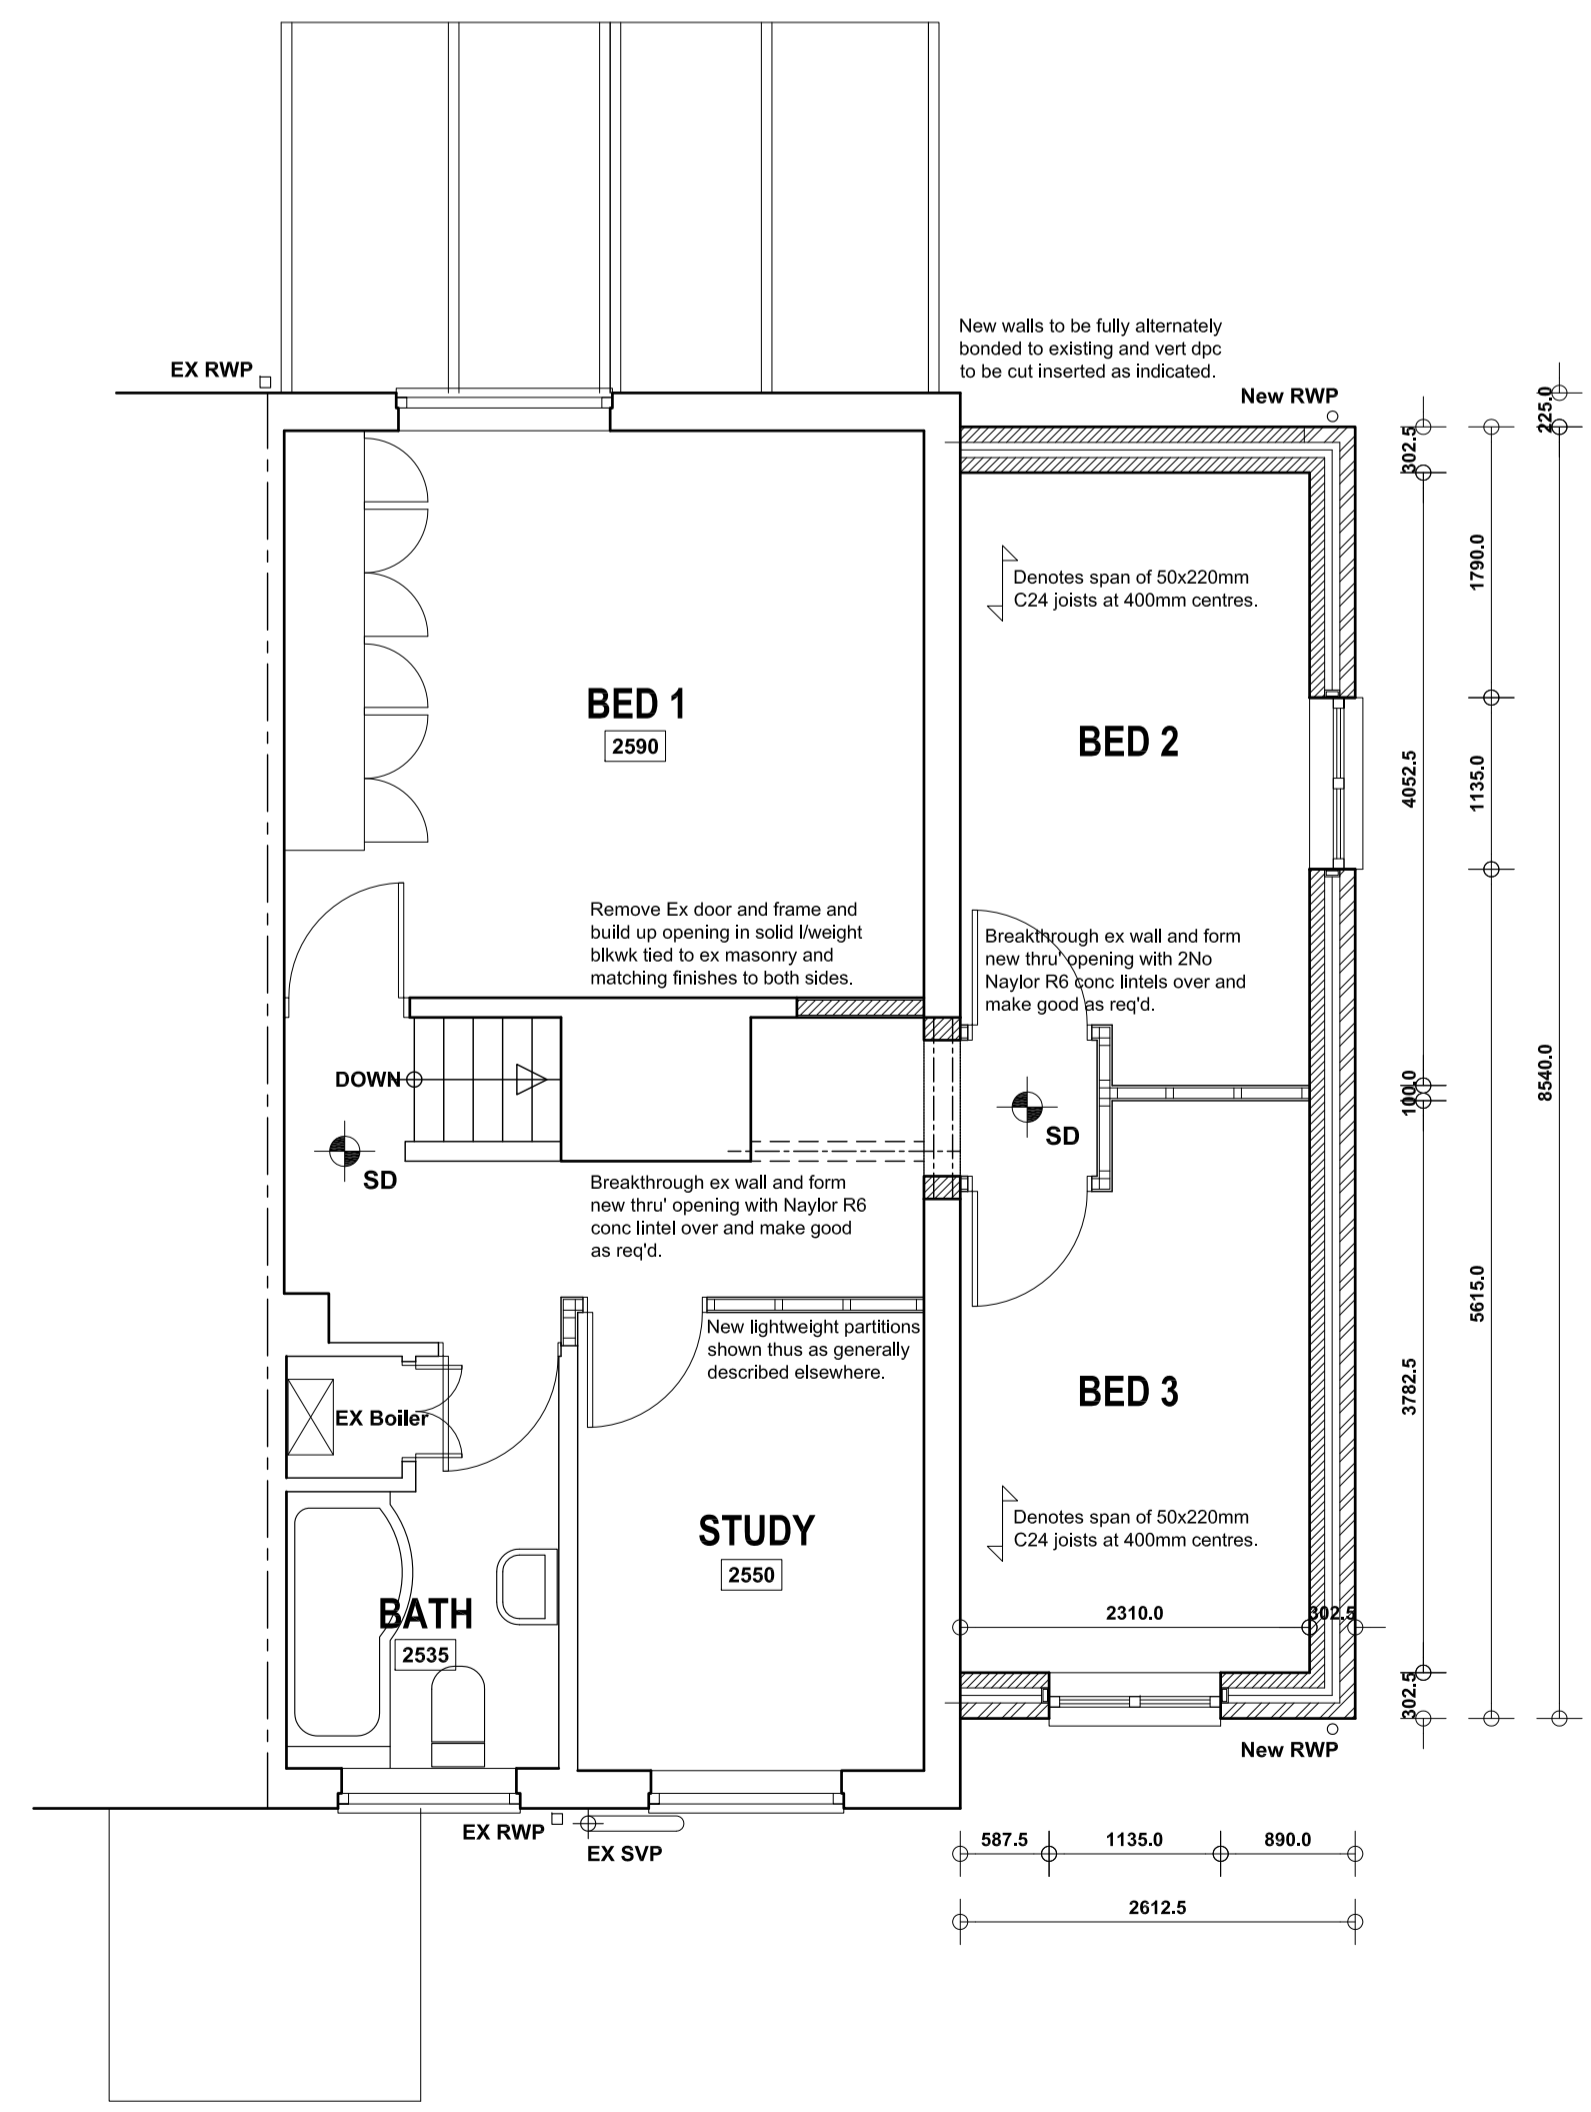 New walls to be fully alternately
bonded to existing and vert dpc
to be cut inserted as indicated.
EX RWP
New RWP
225.0
302.5
1790.0
Denotes span of 50x220mm
C24 joists at 400mm centres.
BED 1
2590
BED 2
4052.5
1135.0
Remove Ex door and frame and
build up opening in solid l/weight
blkwk tied to ex masonry and
matching finishes to both sides.
Breakthrough ex wall and form
new thru' opening with 2No
Naylor R6 conc lintels over and
make good as req'd.
DOWN
SD
SD
100.0
8540.0
Breakthrough ex wall and form
new thru' opening with Naylor R6
conc lintel over and make good
as req'd.
5615.0
New lightweight partitions
shown thus as generally
described elsewhere.
EX Boiler
BED 3
3782.5
STUDY
2550
Denotes span of 50x220mm
C24 joists at 400mm centres.
BATH
2535
2310.0
302.5
302.5
New RWP
EX RWP
EX SVP
587.5
1135.0
890.0
2612.5